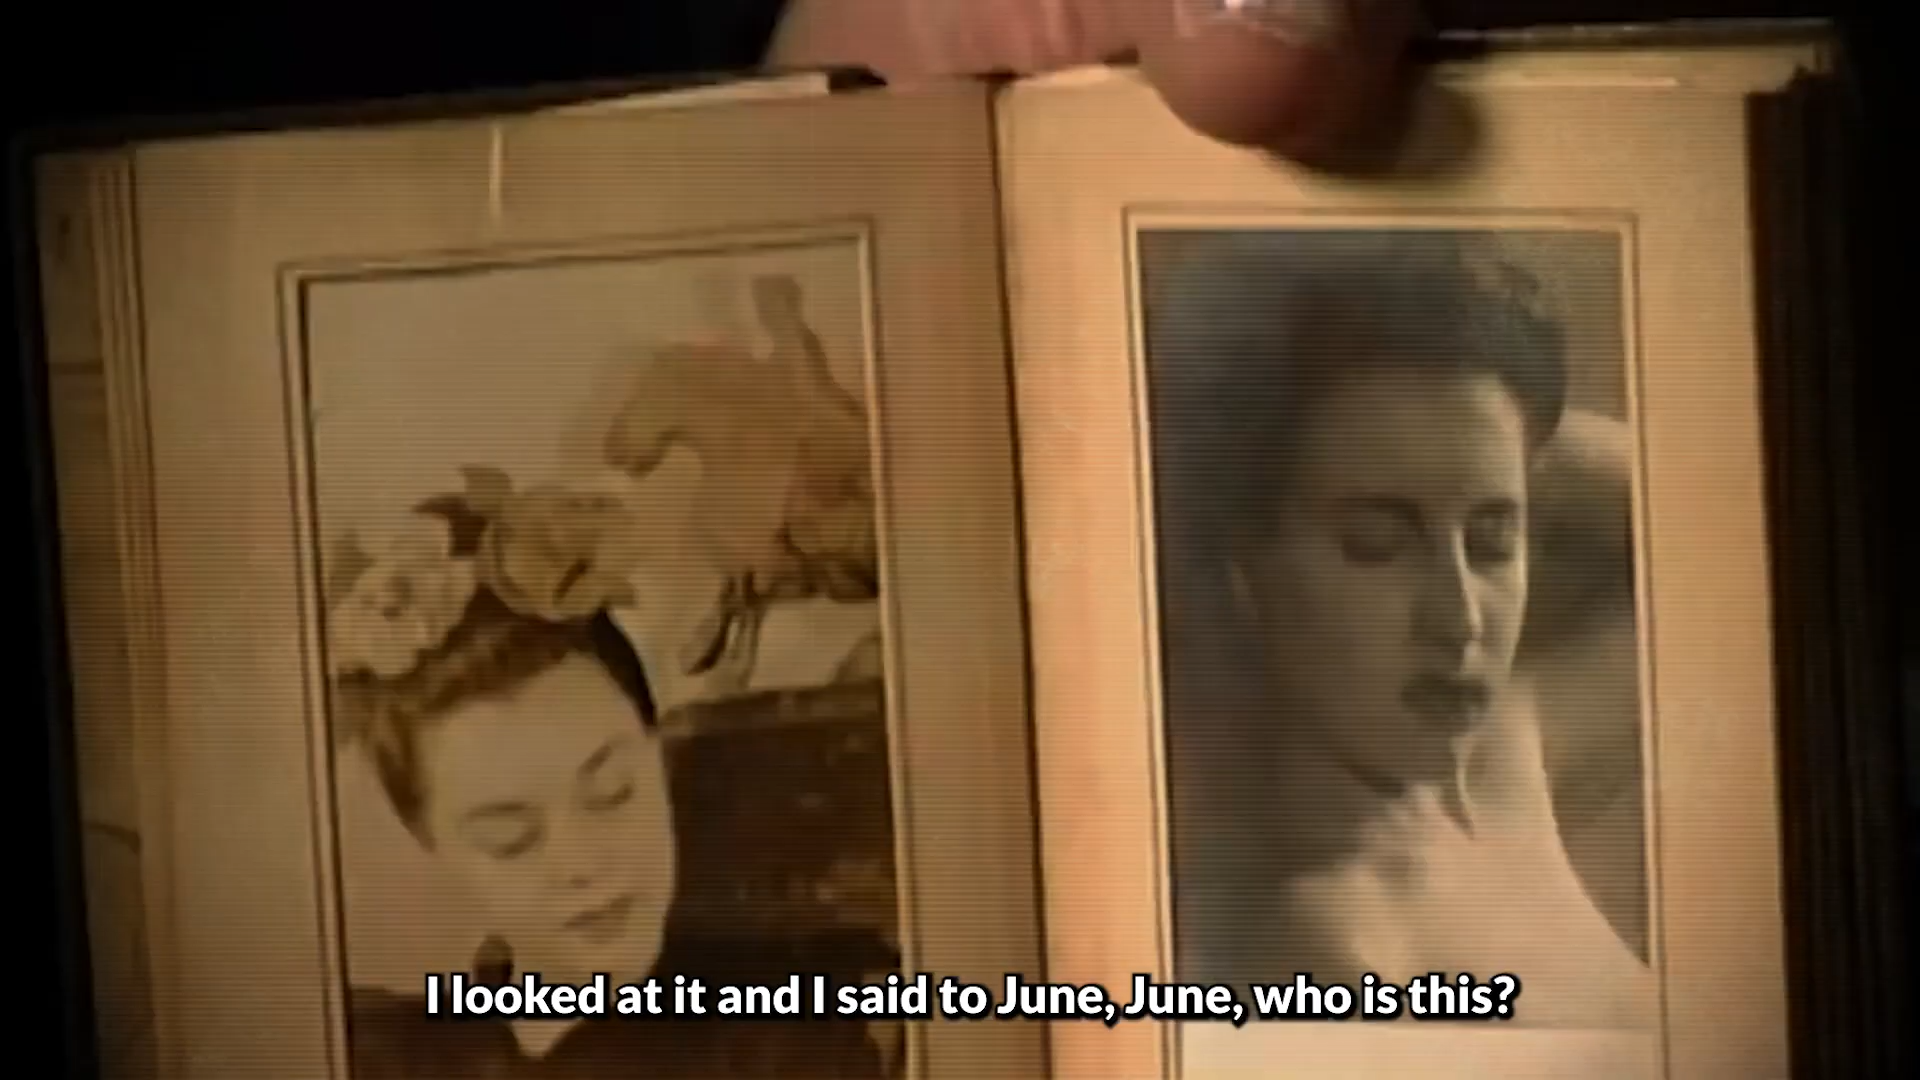 I looked at it and I said to June, June, who is this?